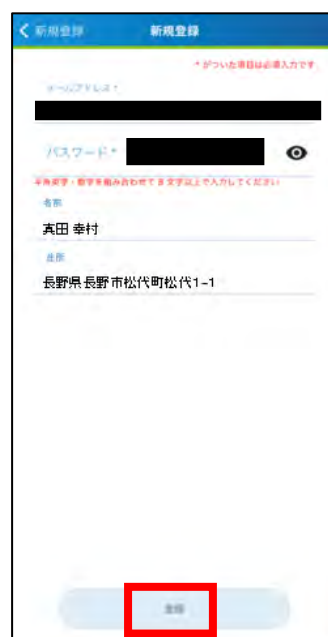 新規登録 新規登録
* がついた項目は必須入力です
メールアドレス *
パスワード *
半角英字・数字を組み合わせて8文字以上で入力してください
名前
真田 幸村
住所
長野県長野市松代町松代1-1
登録